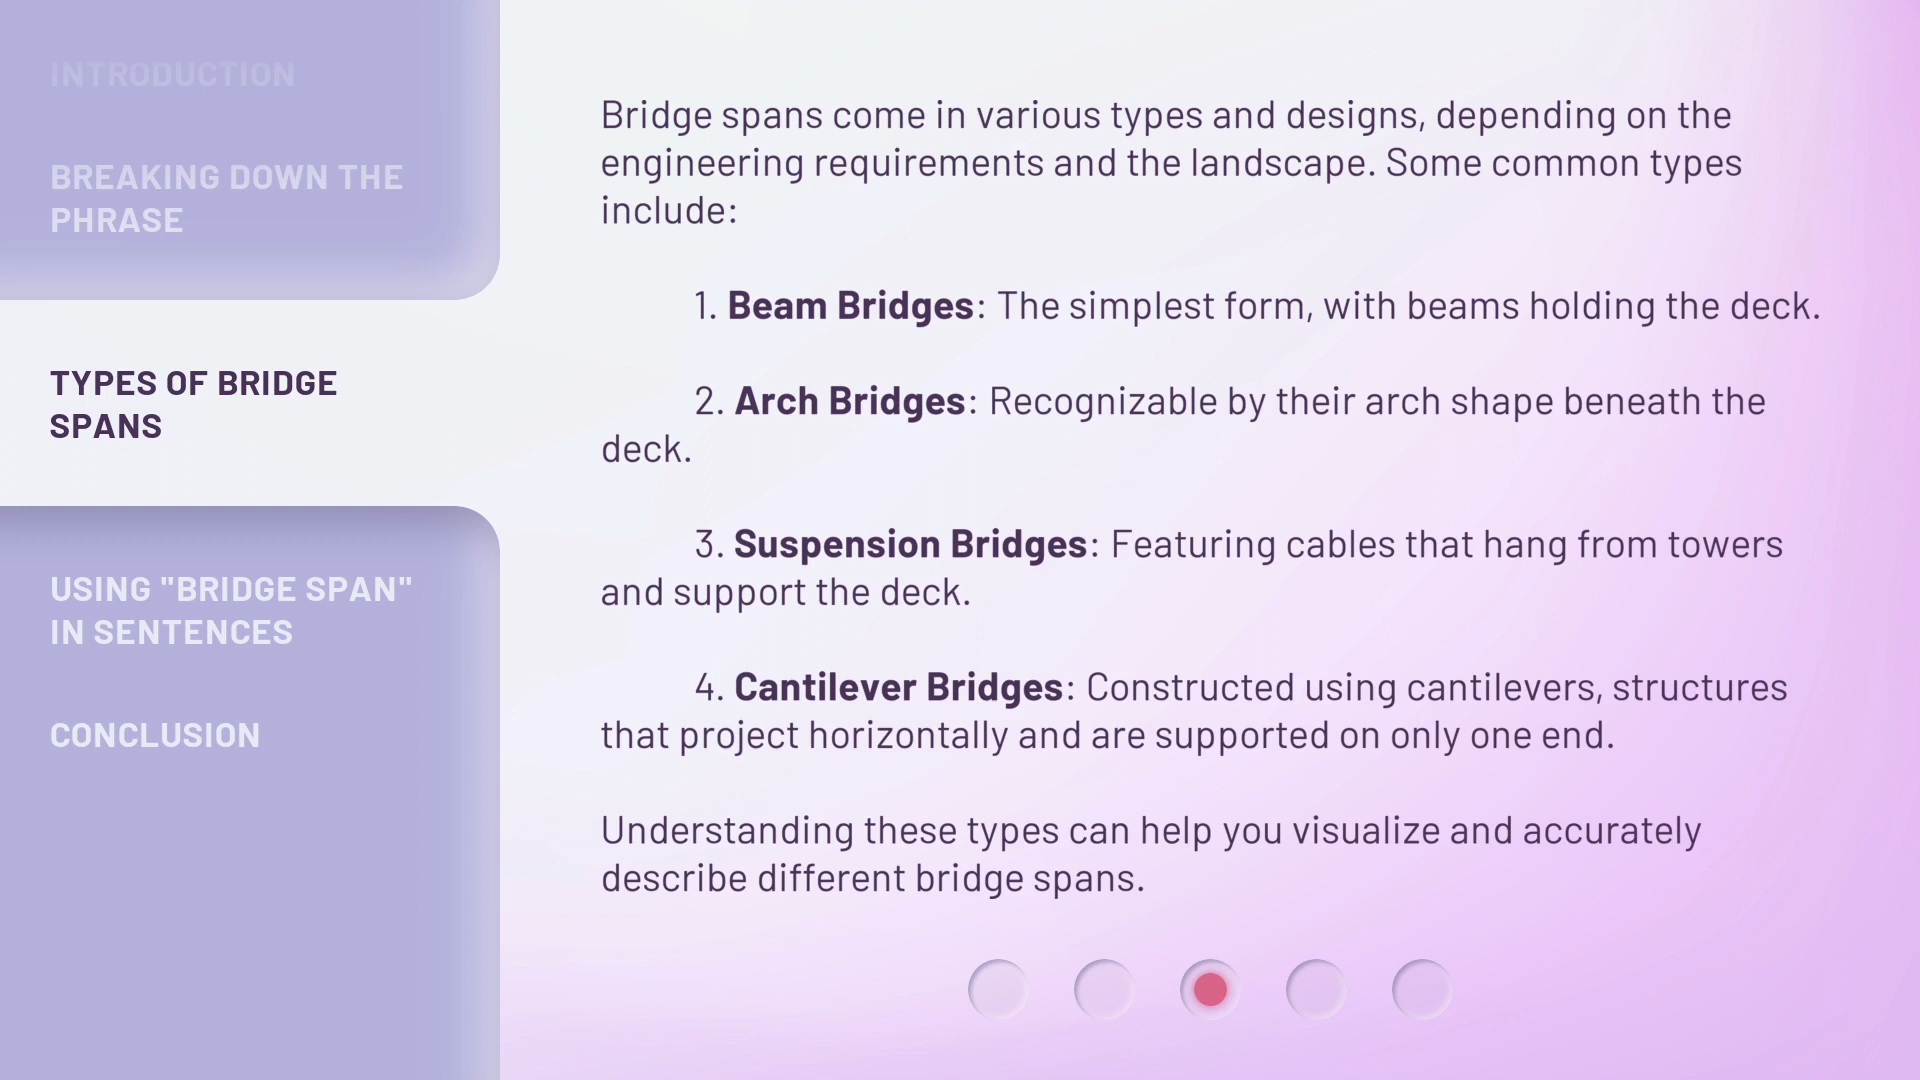 INTRODUCTION
BREAKING DOWN THE
PHRASE
TYPES OF BRIDGE
SPANS
USING "BRIDGE SPAN"
IN SENTENCES
CONCLUSION
Bridge spans come in various types and designs, depending on the
engineering requirements and the landscape. Some common types
include:
1. Beam Bridges: The simplest form, with beams holding the deck.
2. Arch Bridges: Recognizable by their arch shape beneath the
deck.
3. Suspension Bridges: Featuring cables that hang from towers
and support the deck.
4. Cantilever Bridges: Constructed using cantilevers, structures
that project horizontally and are supported on only one end.
Understanding these types can help you visualize and accurately
describe different bridge spans.